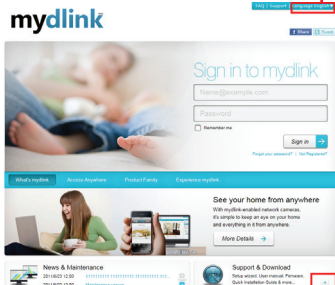 FAQ | Support | Language English
mydlink
Share
Tweet
Sign in to mydlink
Name@example.com
Password
Remember me
Sign in
Forgot your password? | Not Registered?
What's mydlink
Access Anywhere
Product Family
Experience mydlink
See your home from anywhere
With mydlink-enabled network cameras,
it's simple to keep an eye on your home
and everything in it from anywhere.
More Details
News & Maintenance
Support & Download
Setup wizard, User manual, Firmware,
Quick Installation Guide & more...